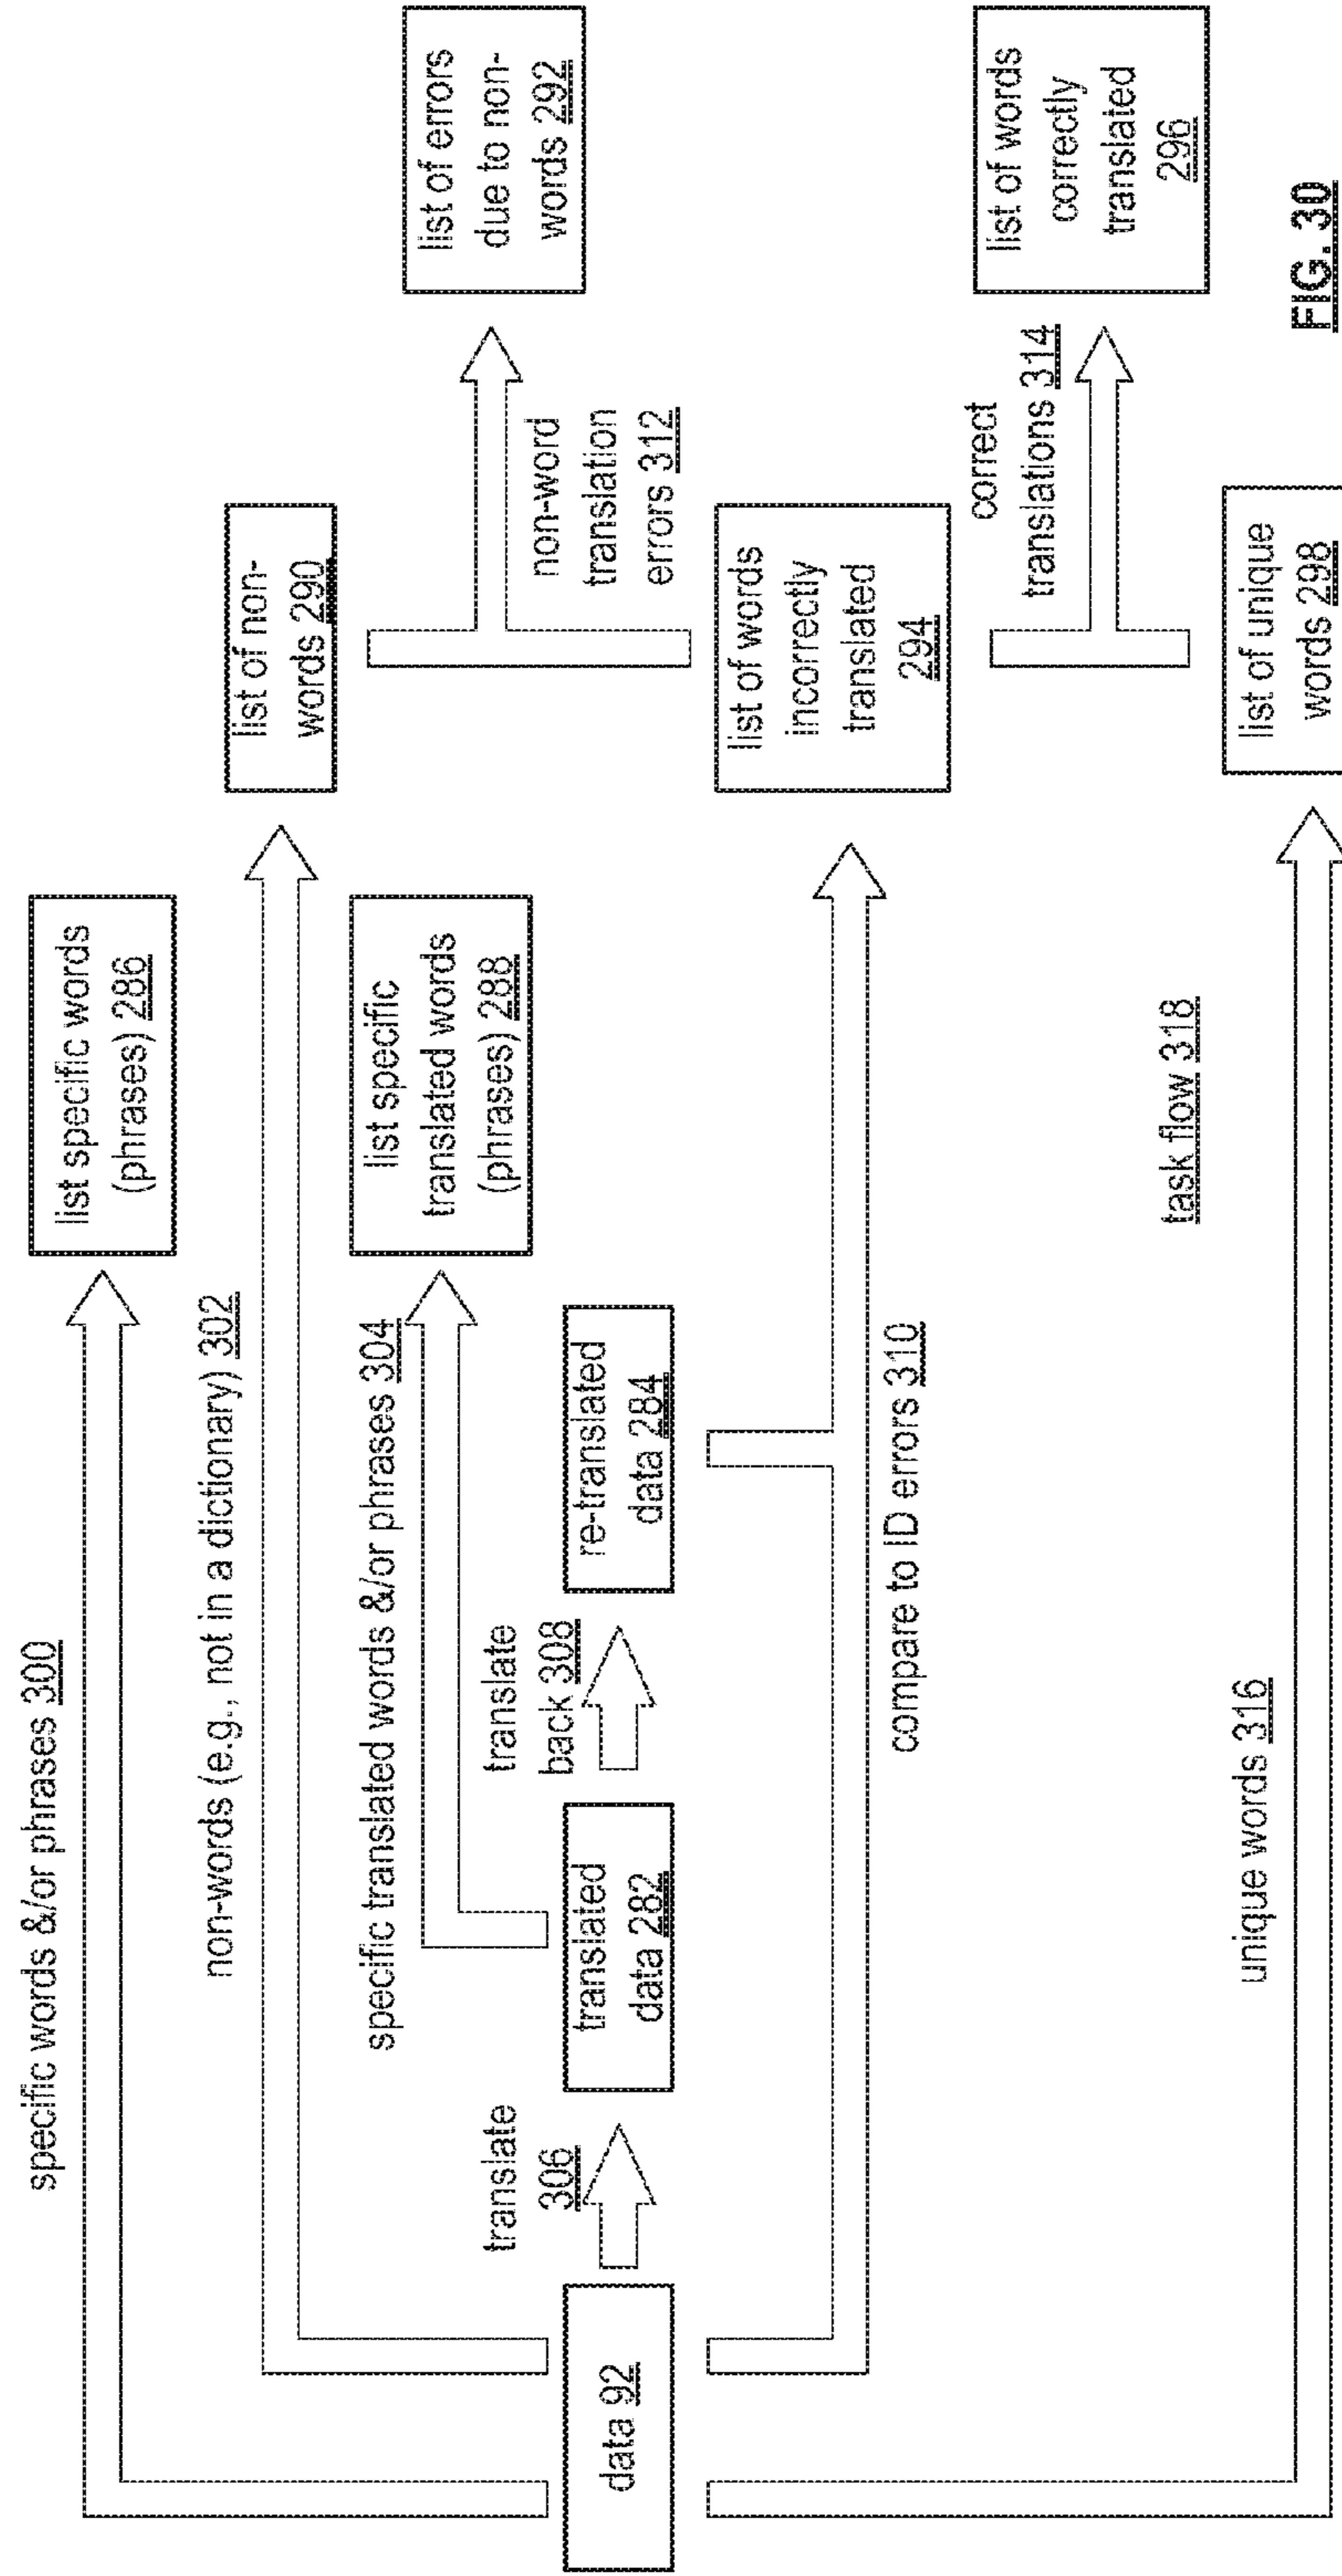 specific words &/or phrases 300
list specific words
(phrases) 286
non-words (e.g., not in a dictionary) 302
list of non-
words 290
specific translated words &/or phrases 304
list specific
translated words
(phrases) 288
list of errors
due to non-
words 292
non-word
translation
errors 312
data 92
translate
306
translated
data 282
translate
back 308
re-translated
data 284
compare to ID errors 310
list of words
incorrectly
translated
294
correct
translations 314
list of words
correctly
translated
296
task flow 318
unique words 316
list of unique
words 298
FIG. 30